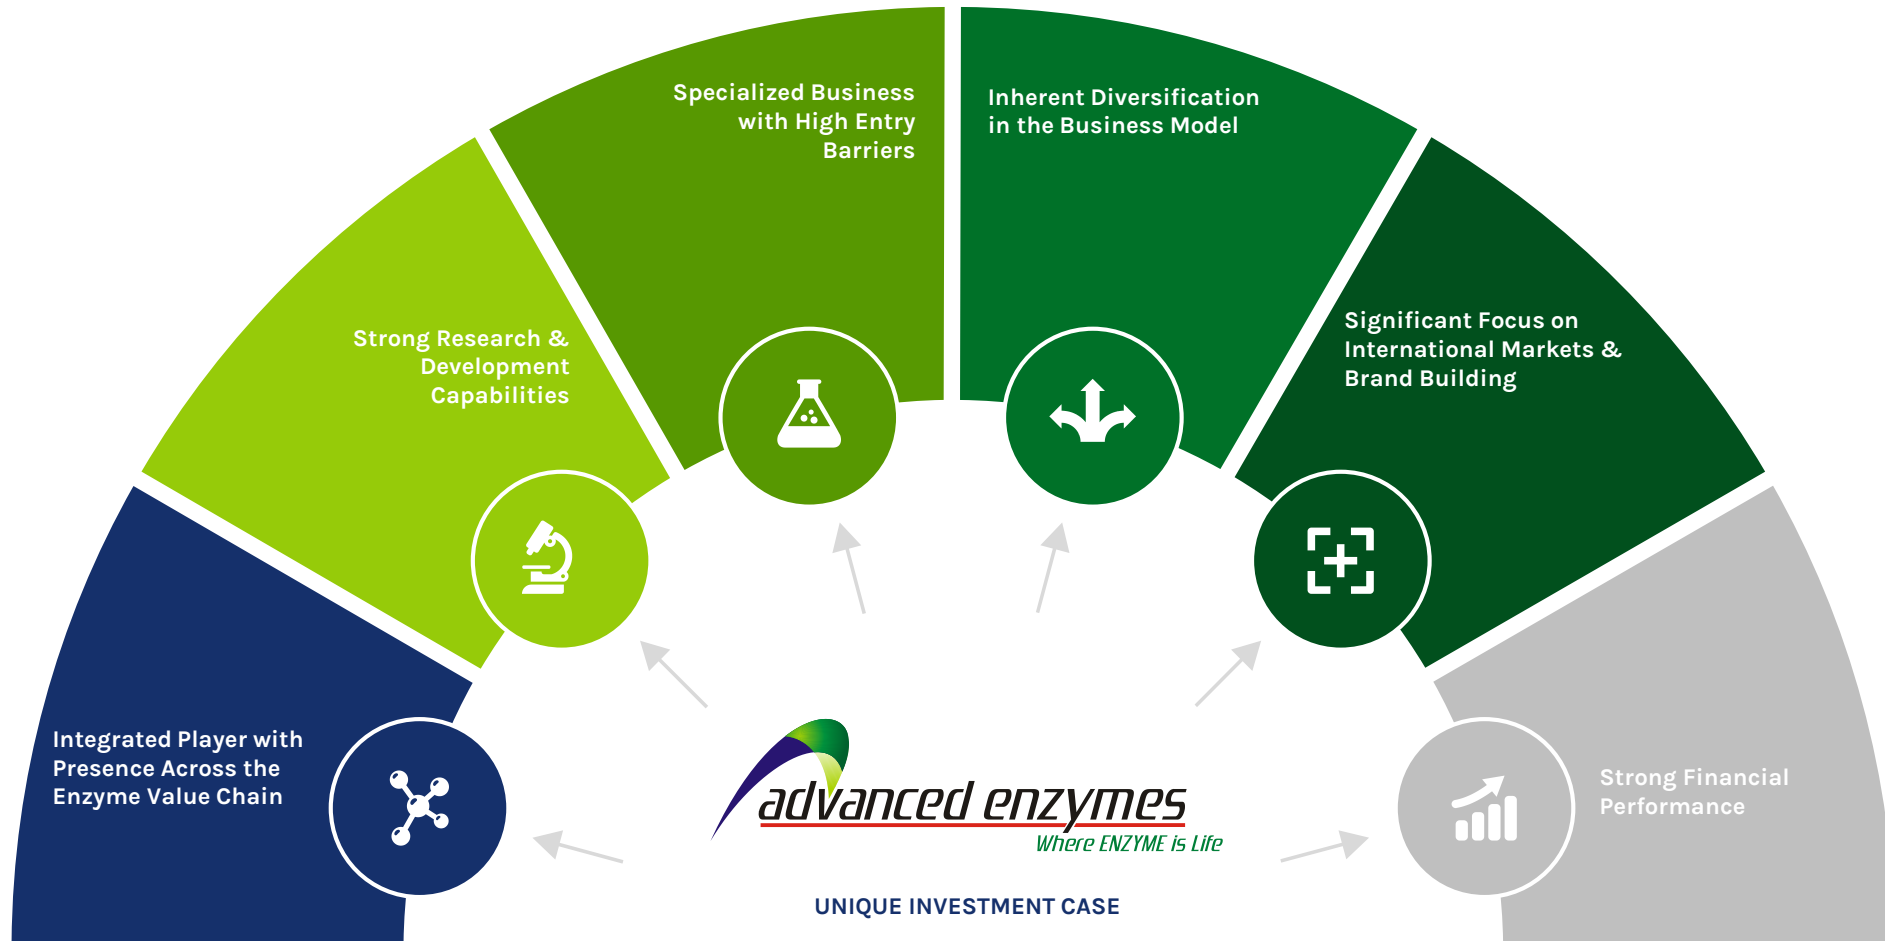 Specialized Business
with High Entry
Barriers
Inherent Diversification
in the Business Model
Strong Research &
Development
Capabilities
Significant Focus on
International Markets &
Brand Building
Integrated Player with
Presence Across the
Enzyme Value Chain
Strong Financial
Performance
advanced enzymes
Where ENZYME is Life
UNIQUE INVESTMENT CASE